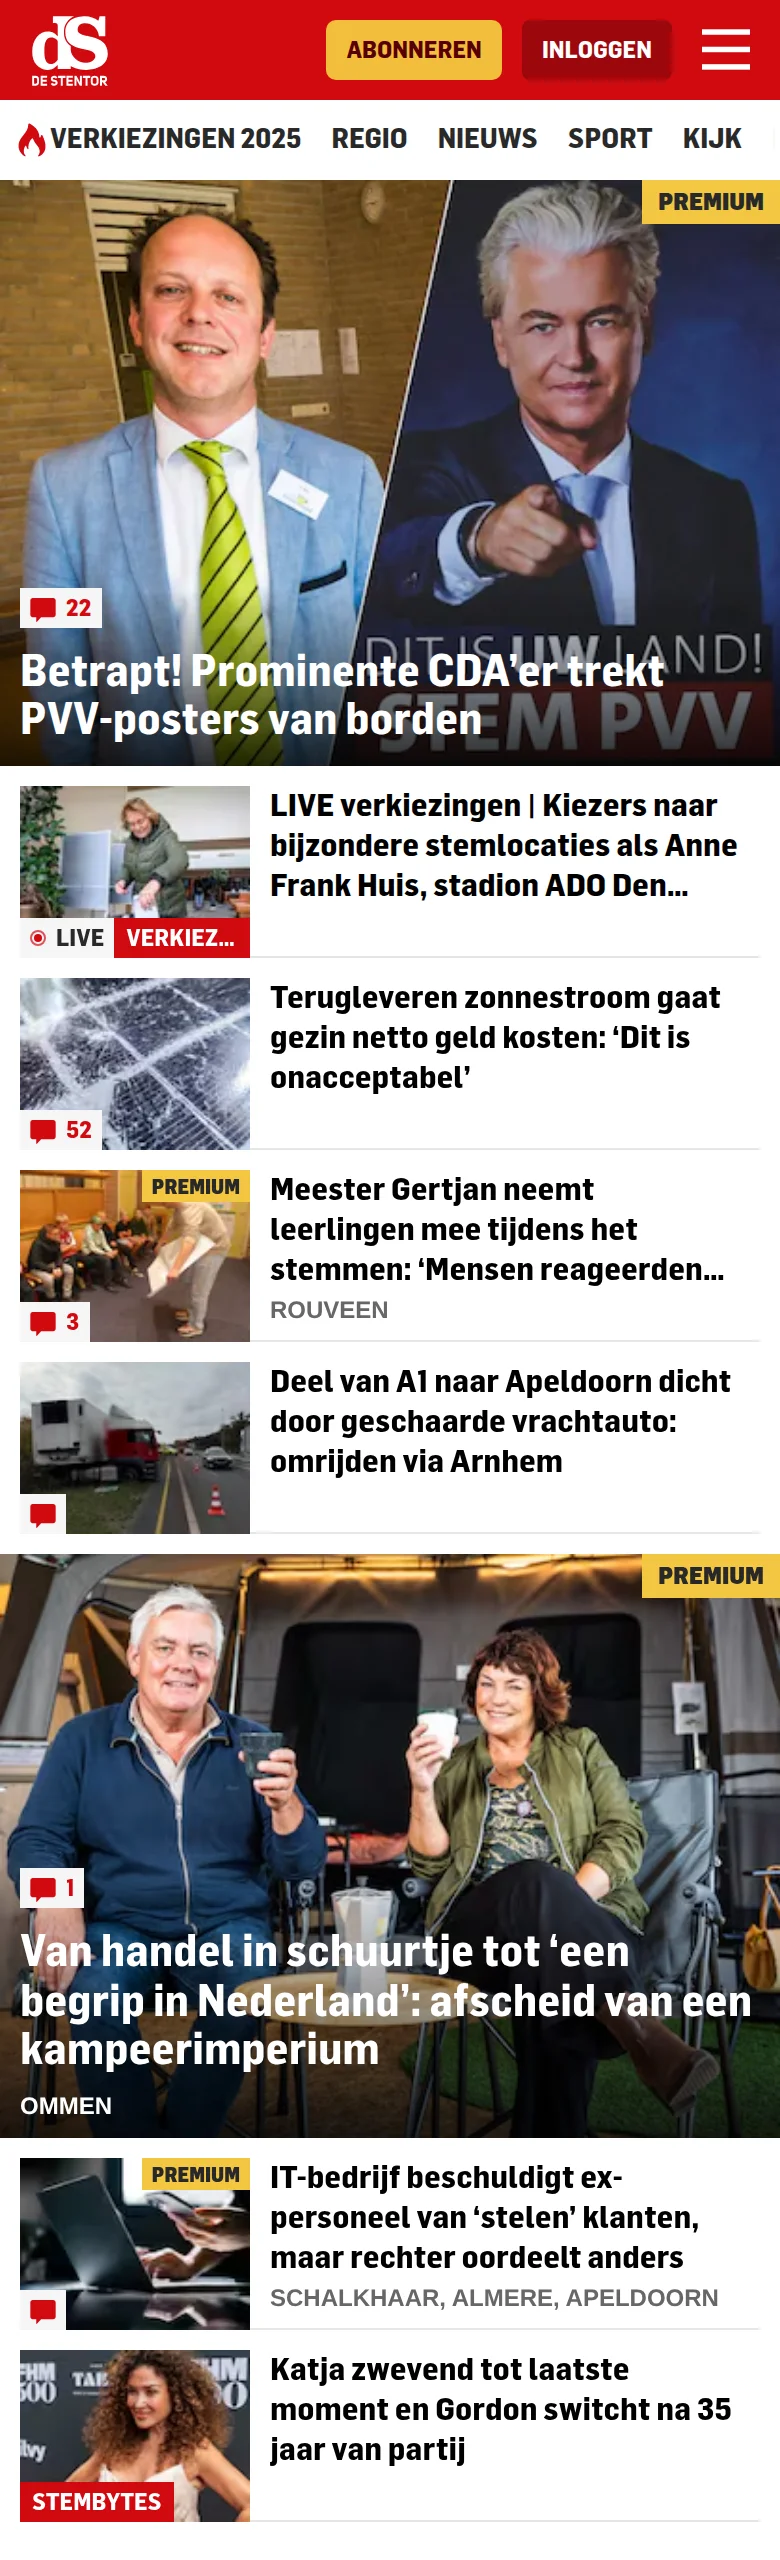 dS
DE STENTOR
ABONNEREN
INLOGGEN
VERKIEZINGEN 2025 REGIO NIEUWS SPORT KIJK
PREMIUM
22
DIT IS UW LAND!
STEM PVV
Betrapt! Prominente CDA’er trekt
PVV-posters van borden
LIVE verkiezingen | Kiezers naar
bijzondere stemlocaties als Anne
Frank Huis, stadion ADO Den...
LIVE VERKIEZ...
Terugleveren zonnestroom gaat
gezin netto geld kosten: ‘Dit is
onacceptabel’
52
PREMIUM
Meester Gertjan neemt
leerlingen mee tijdens het
stemmen: ‘Mensen reageerden...
ROUVEEN
3
Deel van A1 naar Apeldoorn dicht
door geschaarde vrachtauto:
omrijden via Arnhem
PREMIUM
1
Van handel in schuurtje tot ‘een
begrip in Nederland’: afscheid van een
kampeerimperium
OMMEN
PREMIUM
IT-bedrijf beschuldigt ex-
personeel van ‘stelen’ klanten,
maar rechter oordeelt anders
SCHALKHAAR, ALMERE, APELDOORN
Katja zwevend tot laatste
moment en Gordon switcht na 35
jaar van partij
STEMBYTES